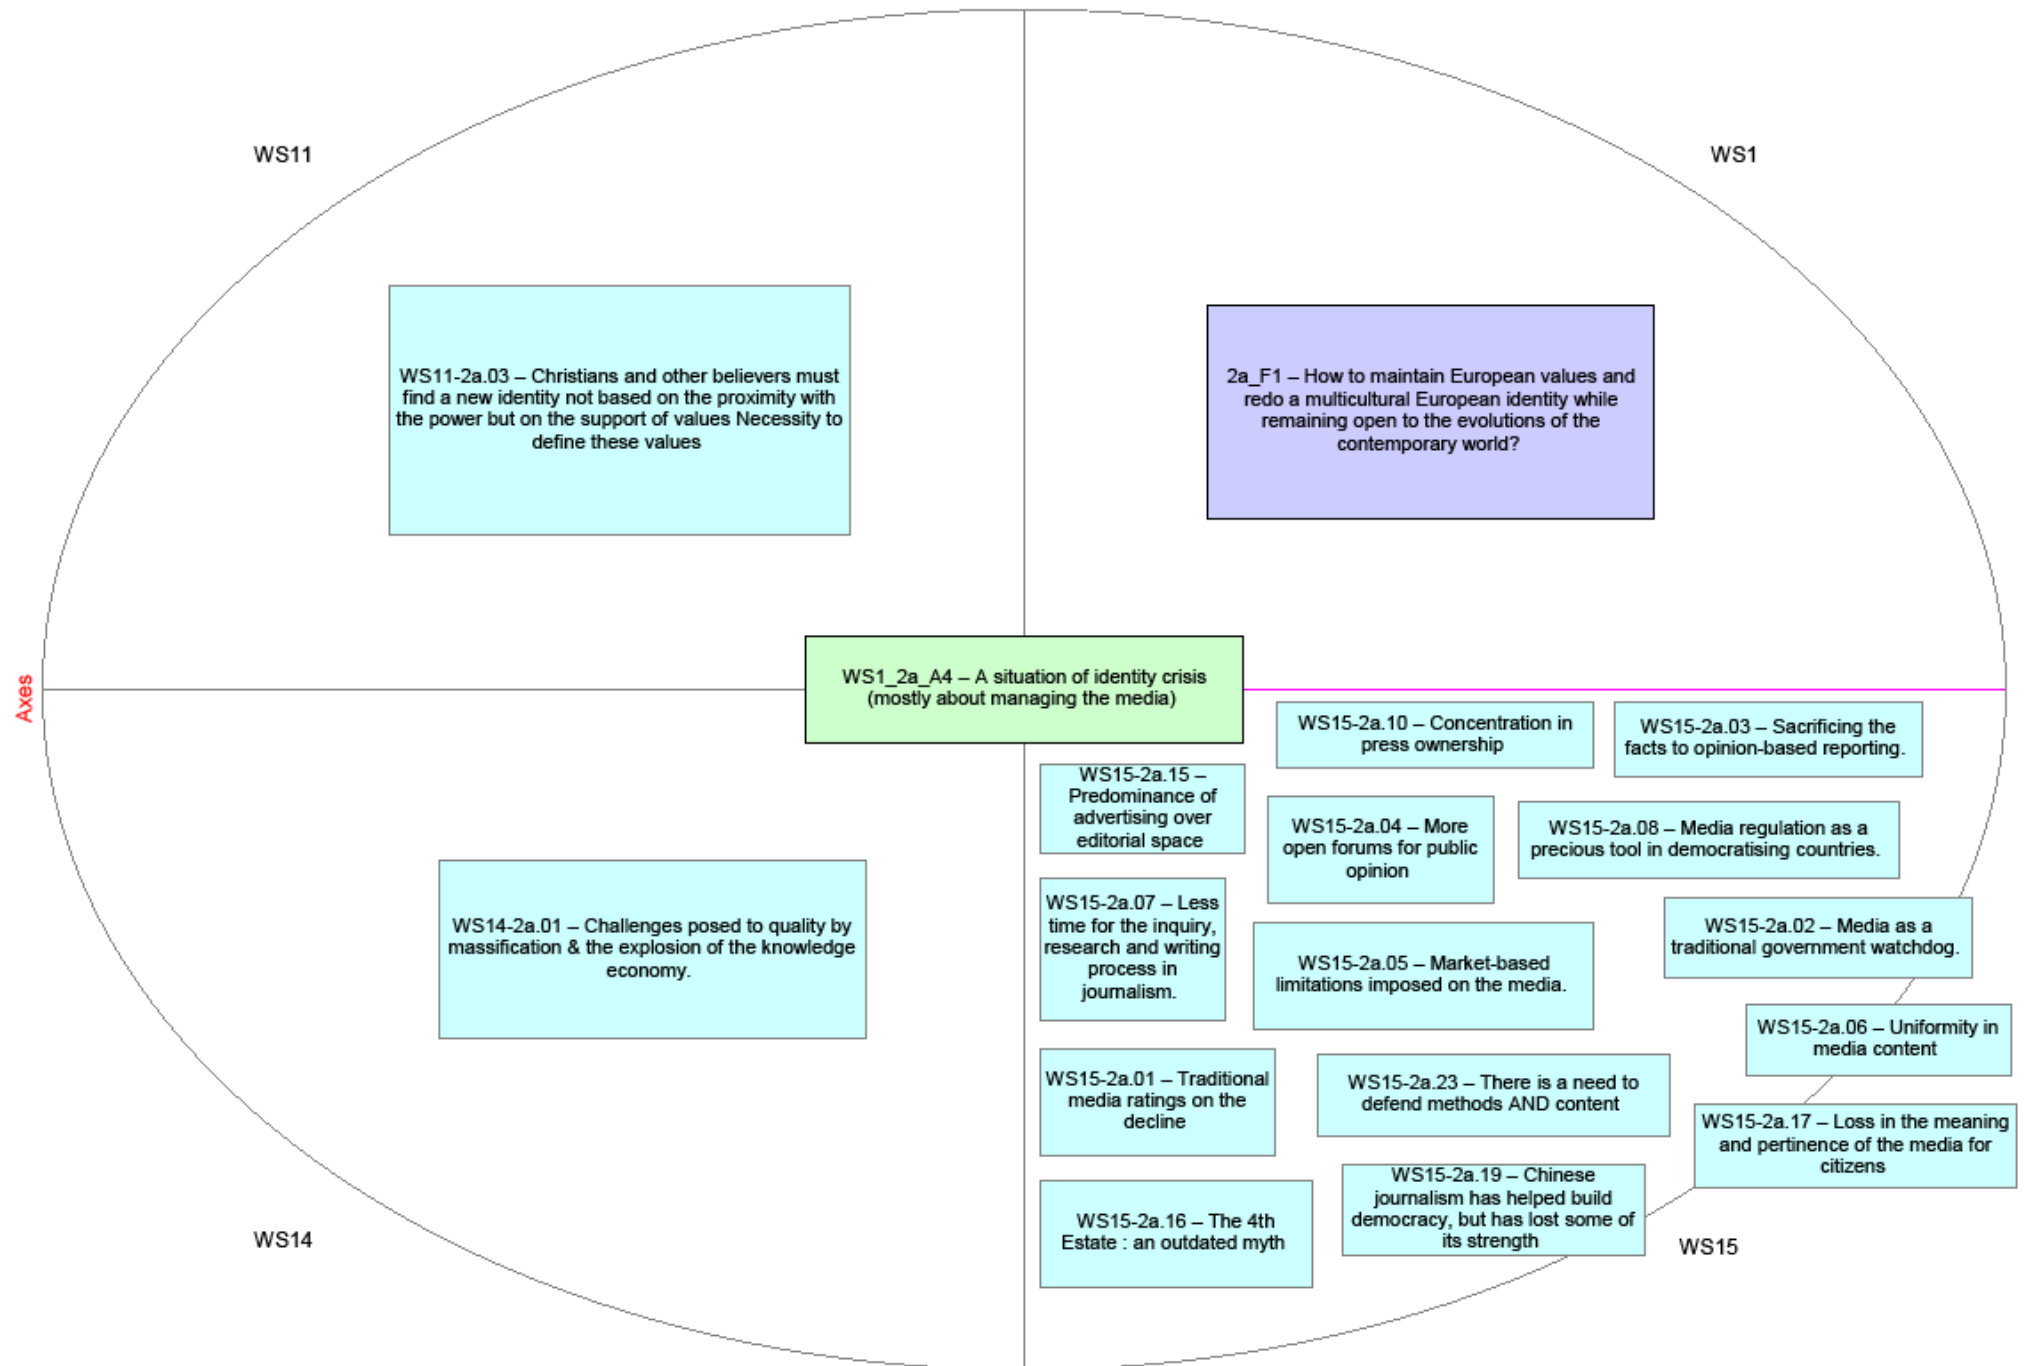 WS11
WS1
WS11-2a.03 – Christians and other believers must
find a new identity not based on the proximity with
the power but on the support of values Necessity to
define these values
2a_F1 – How to maintain European values and
redo a multicultural European identity while
remaining open to the evolutions of the
contemporary world?
Axes
WS1_2a_A4 – A situation of identity crisis
(mostly about managing the media)
WS15-2a.10 – Concentration in
press ownership
WS15-2a.03 – Sacrificing the
facts to opinion-based reporting.
WS15-2a.15 –
Predominance of
advertising over
editorial space
WS15-2a.04 – More
open forums for public
opinion
WS15-2a.08 – Media regulation as a
precious tool in democratising countries.
WS14-2a.01 – Challenges posed to quality by
massification & the explosion of the knowledge
economy.
WS15-2a.07 – Less
time for the inquiry,
research and writing
process in
journalism.
WS15-2a.05 – Market-based
limitations imposed on the media.
WS15-2a.02 – Media as a
traditional government watchdog.
WS15-2a.06 – Uniformity in
media content
WS15-2a.01 – Traditional
media ratings on the
decline
WS15-2a.23 – There is a need to
defend methods AND content
WS15-2a.17 – Loss in the meaning
and pertinence of the media for
citizens
WS15-2a.16 – The 4th
Estate : an outdated myth
WS15-2a.19 – Chinese
journalism has helped build
democracy, but has lost some of
its strength
WS14
WS15